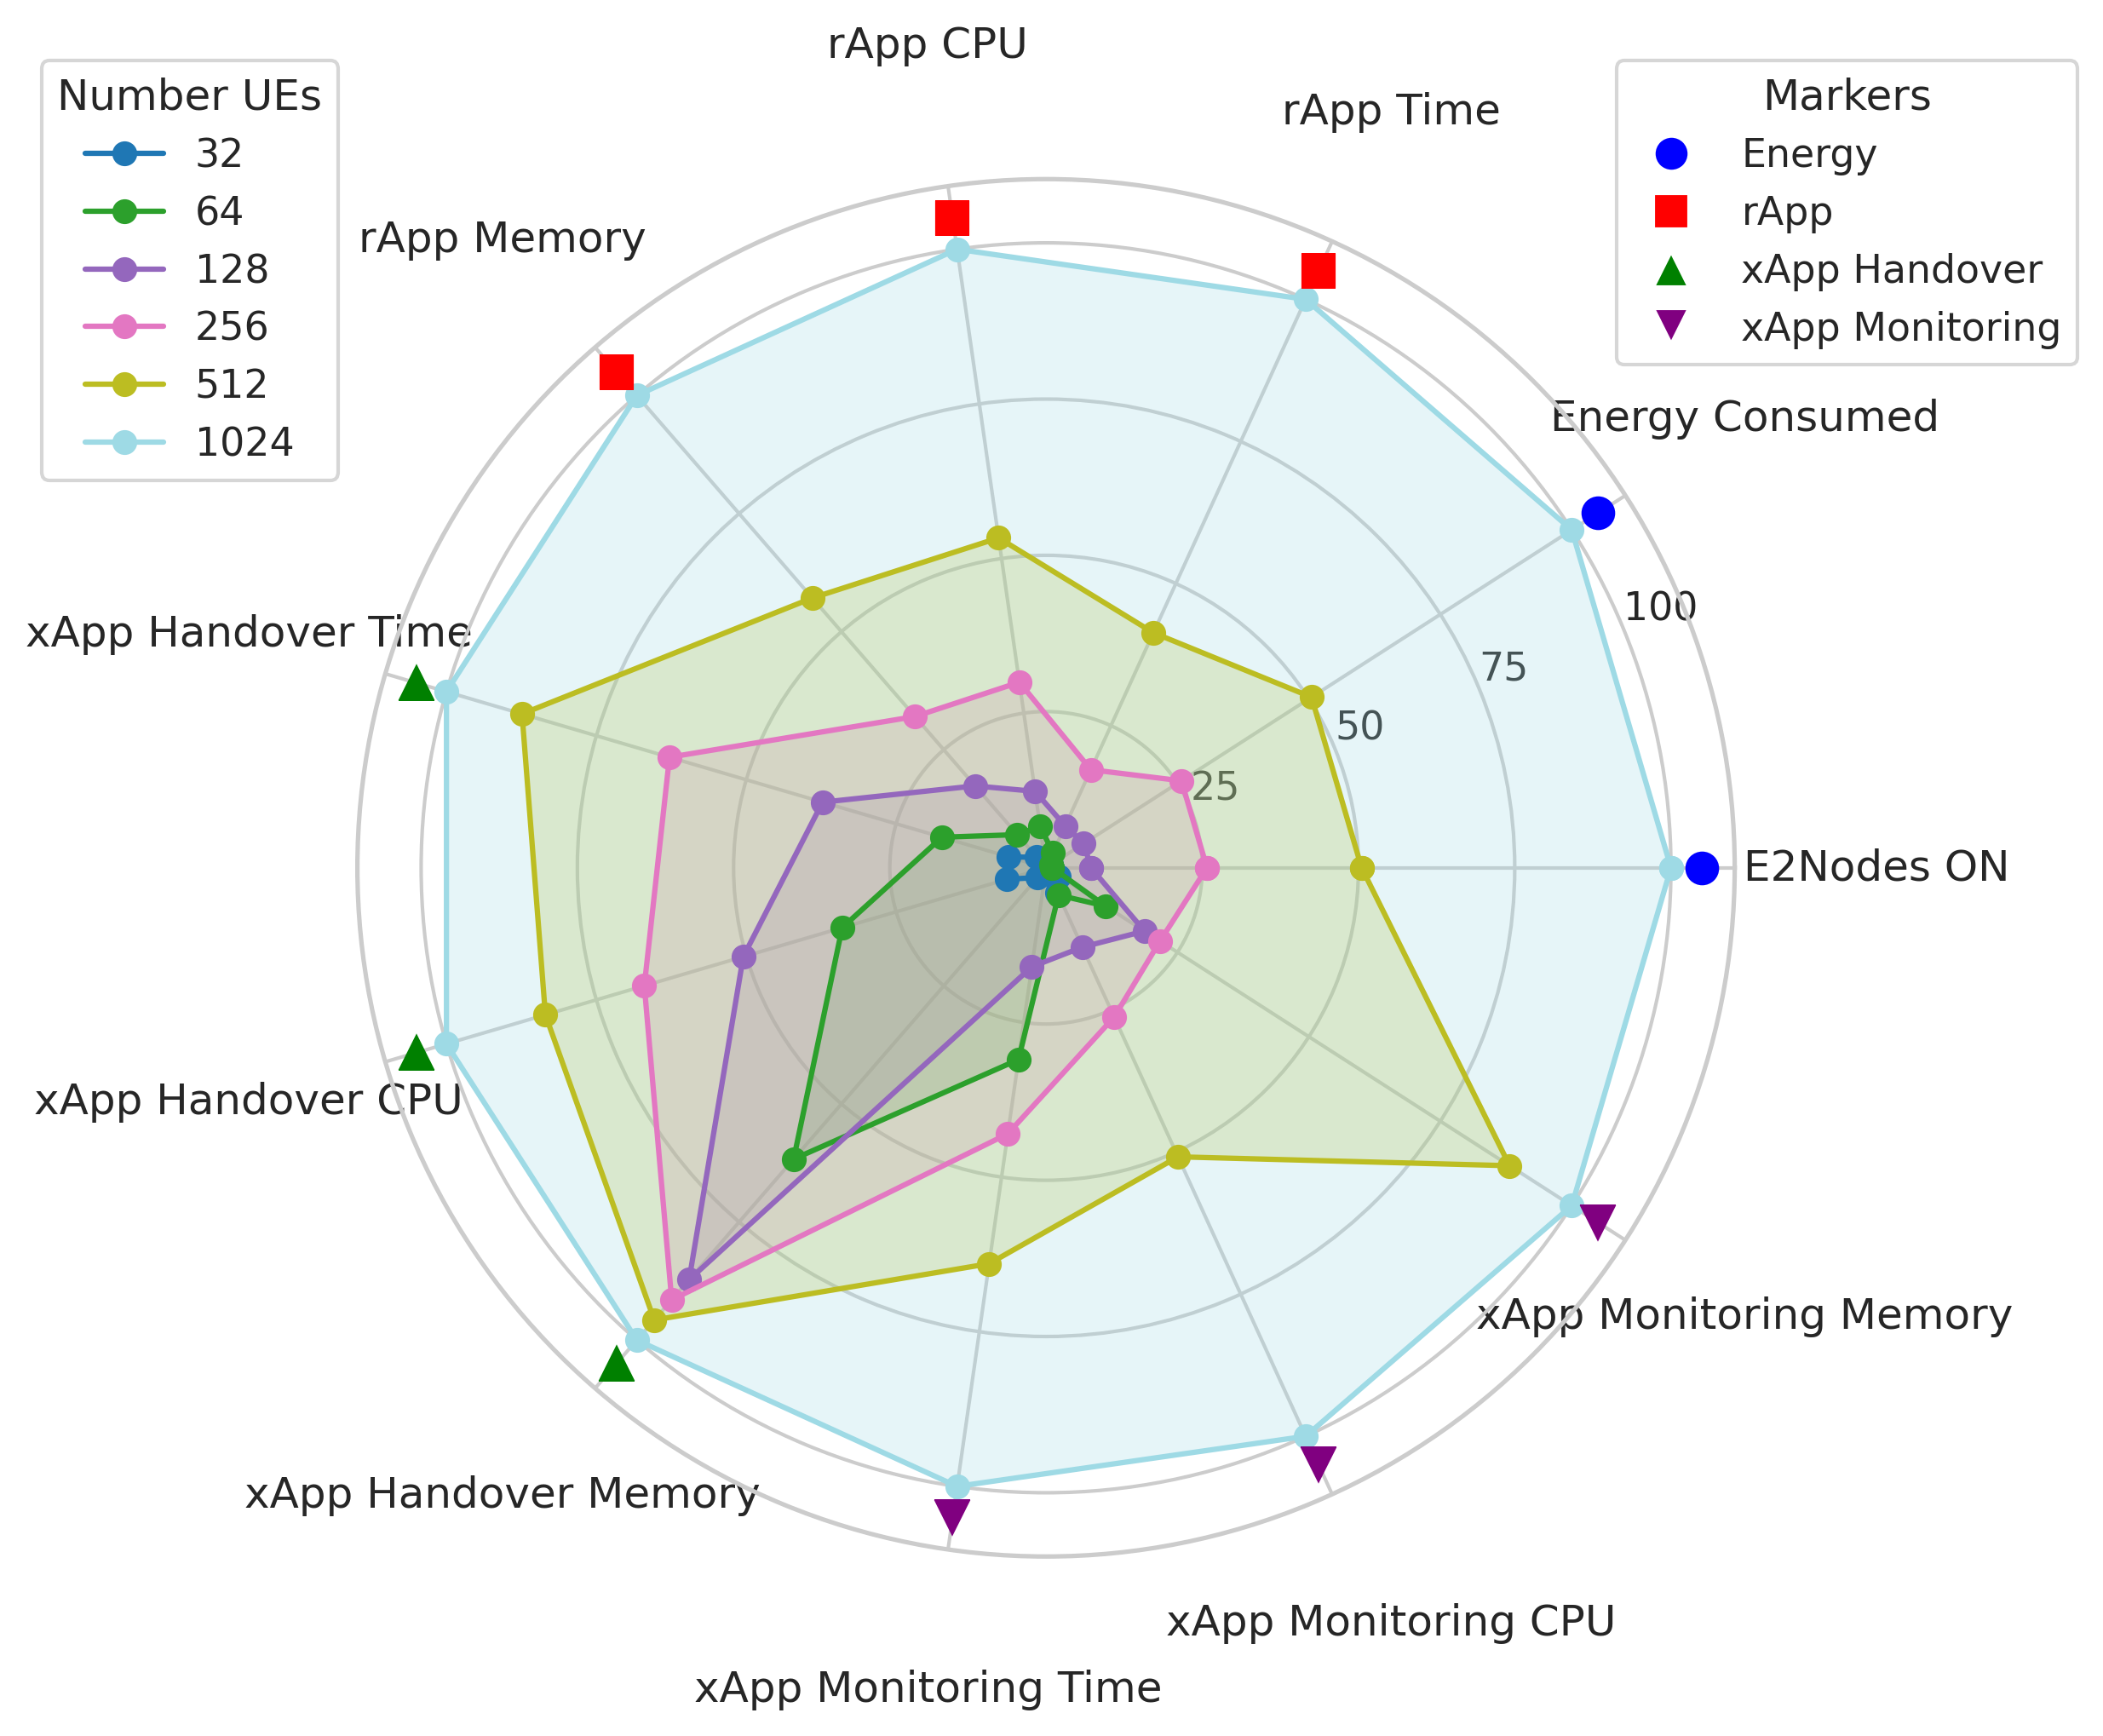 rApp CPU
rApp Time
Number UEs
32
64
128
256
512
1024
Markers
Energy
rApp
xApp Handover
xApp Monitoring
rApp Memory
Energy Consumed
100
75
50
25
xApp Handover Time
E2Nodes ON
xApp Handover CPU
xApp Monitoring Memory
xApp Handover Memory
xApp Monitoring CPU
xApp Monitoring Time